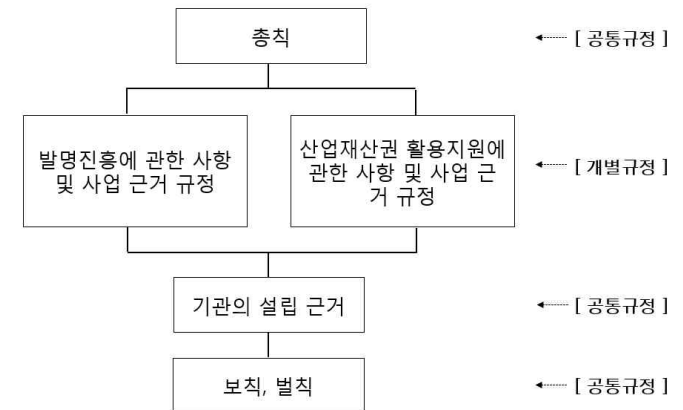 총칙
[ 공통규정 ]
발명진흥에 관한 사항
및 사업 근거 규정
산업재산권 활용지원에
관한 사항 및 사업 근
거 규정
[ 개별규정 ]
기관의 설립 근거
[ 공통규정 ]
보칙, 벌칙
[ 공통규정 ]